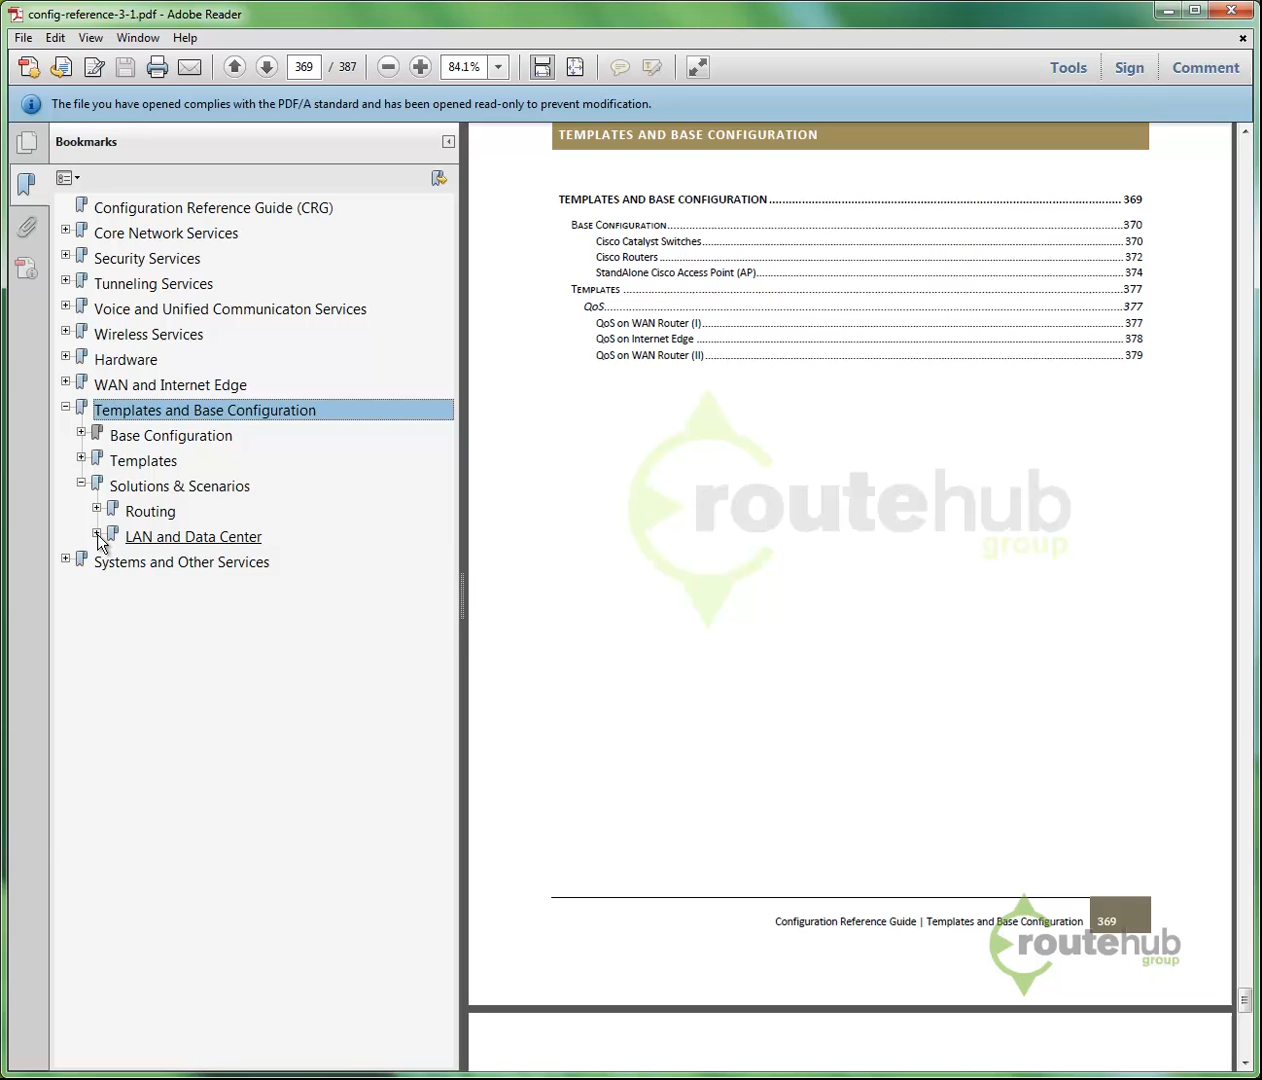 config-reference-3-1.pdf - Adobe Reader
File Edit View Window Help
369 / 387 84.1% Tools Sign Comment
The file you have opened complies with the PDF/A standard and has been opened read-only to prevent modification.
Bookmarks
Configuration Reference Guide (CRG)
Core Network Services
Security Services
Tunneling Services
Voice and Unified Communicaton Services
Wireless Services
Hardware
WAN and Internet Edge
Templates and Base Configuration
Base Configuration
Templates
Solutions & Scenarios
Routing
LAN and Data Center
Systems and Other Services
TEMPLATES AND BASE CONFIGURATION
TEMPLATES AND BASE CONFIGURATION 369
BASE CONFIGURATION 370
Cisco Catalyst Switches 370
Cisco Routers 372
StandAlone Cisco Access Point (AP) 374
TEMPLATES 377
QoS 377
QoS on WAN Router (I) 377
QoS on Internet Edge 378
QoS on WAN Router (II) 379
routehub
group
Configuration Reference Guide | Templates and Base Configuration 369
routehub
group